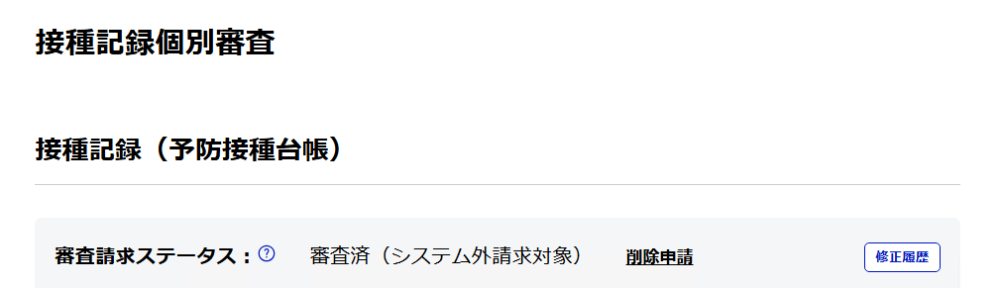 接種記録個別審査
接種記録（予防接種台帳）
審査請求ステータス：? 審査済（システム外請求対象） 削除申請 修正履歴